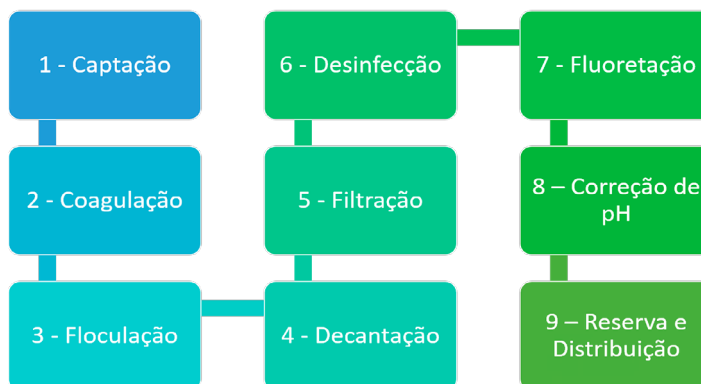 1 - Captação
2 - Coagulação
3 - Floculação
4 - Decantação
5 - Filtração
6 - Desinfecção
7 - Fluoretação
8 – Correção de
pH
9 – Reserva e
Distribuição